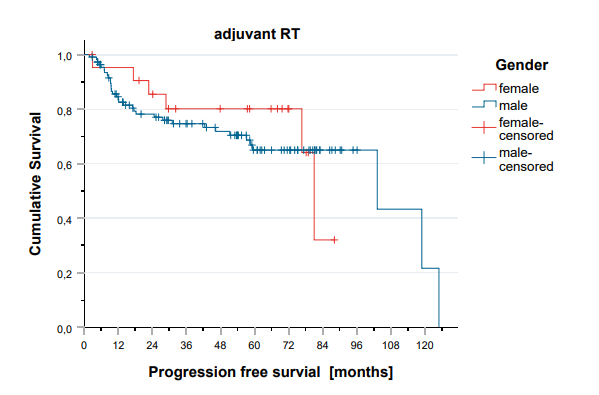 adjuvant RT
Cumulative Survival
1,0
0,8
0,6
0,4
0,2
0,0
0 12 24 36 48 60 72 84 96 108 120
Progression free survial [months]
Gender
female
male
female-
censored
male-
censored